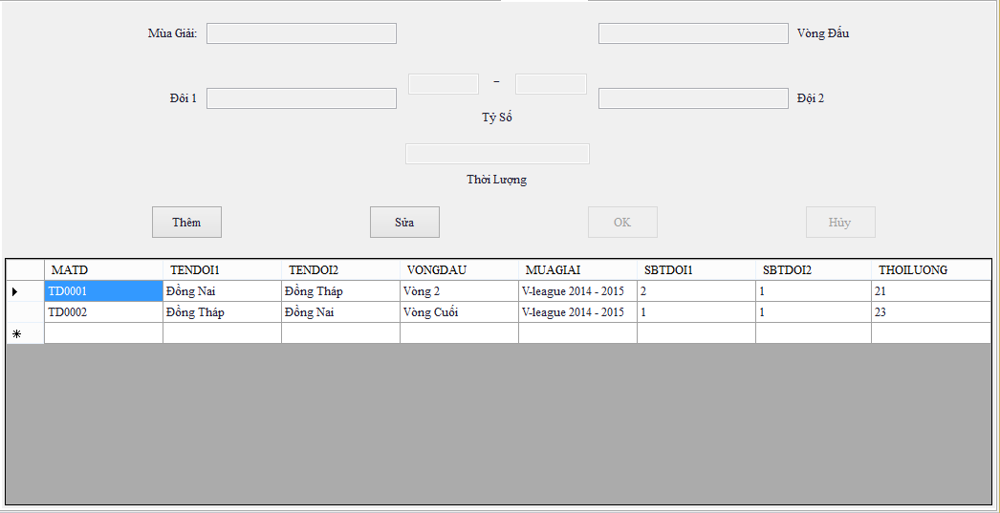 Mùa Giải: Vòng Đấu
–
Đôi 1 Đội 2
Tỷ Số
Thời Lượng
Thêm Sửa OK Hủy
MATD TENDOI1 TENDOI2 VONGDAU MUAGIAI SBTDOI1 SBTDOI2 THOILUONG
TD0001 Đồng Nai Đồng Tháp Vòng 2 V-league 2014 - 2015 2 1 21
TD0002 Đồng Tháp Đồng Nai Vòng Cuối V-league 2014 - 2015 1 1 23